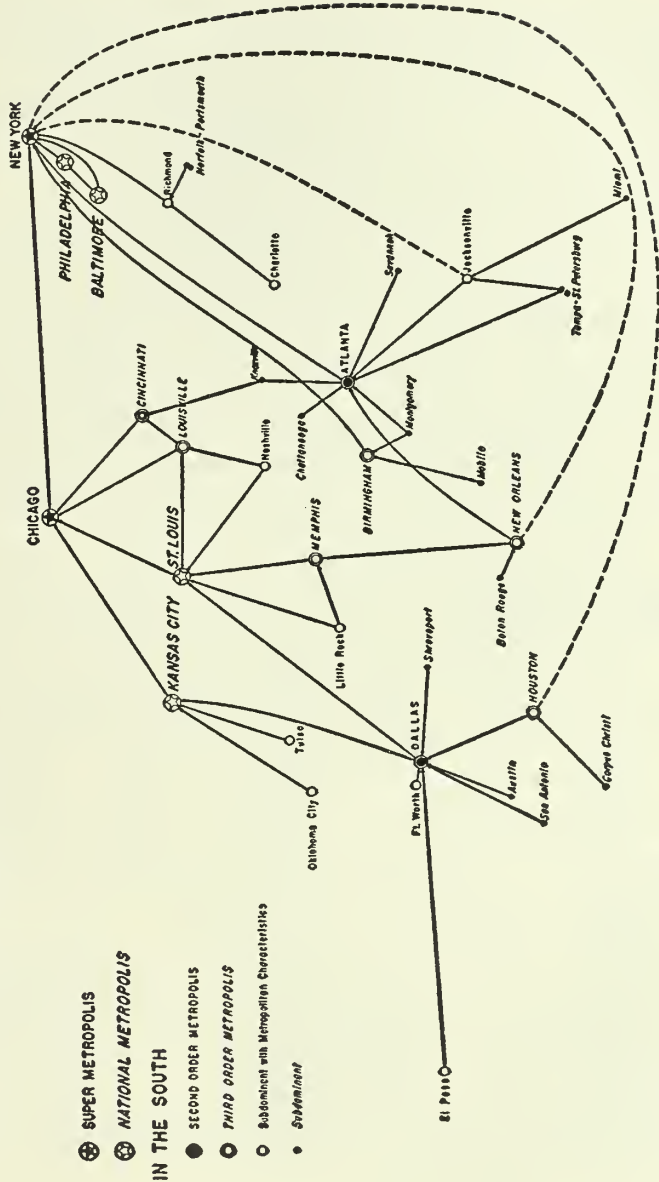 SUPER METROPOLIS
NATIONAL METROPOLIS
IN THE SOUTH
SECOND ORDER METROPOLIS
THIRD ORDER METROPOLIS
Subdominant with Metropolitan Characteristics
Subdominant
NEW YORK
PHILADELPHIA
BALTIMORE
Richmond
Norfolk-Portsmouth
Charlotte
CHICAGO
CINCINNATI
LOUISVILLE
Knoxville
Nashville
ST. LOUIS
KANSAS CITY
Chattanooga
ATLANTA
Savannah
Jacksonville
Miami
Tampa-St. Petersburg
Montgomery
BIRMINGHAM
Mobile
MEMPHIS
Little Rock
NEW ORLEANS
Baton Rouge
Tulsa
Oklahoma City
DALLAS
Ft. Worth
Shreveport
HOUSTON
Austin
San Antonio
Corpus Christi
El Paso